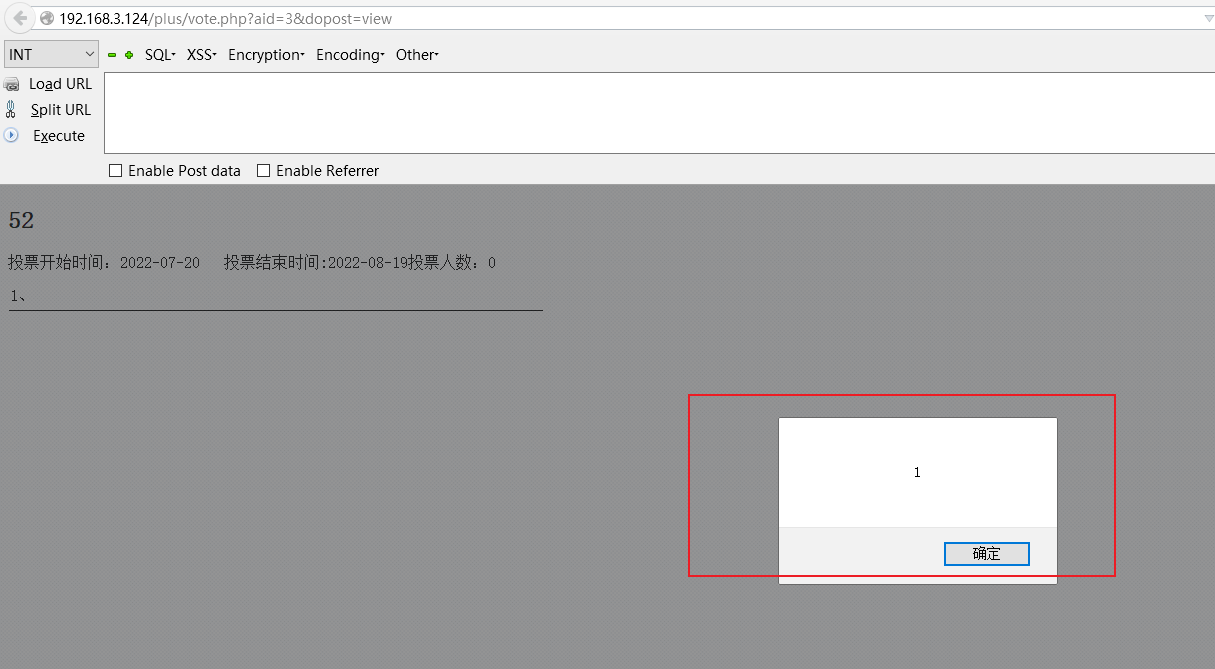 192.168.3.124/plus/vote.php?aid=3&dopost=view
INT SQL XSS Encryption Encoding Other
Load URL
Split URL
Execute
Enable Post data Enable Referrer
52
投票开始时间：2022-07-20 投票结束时间:2022-08-19投票人数：0
1、
1
确定